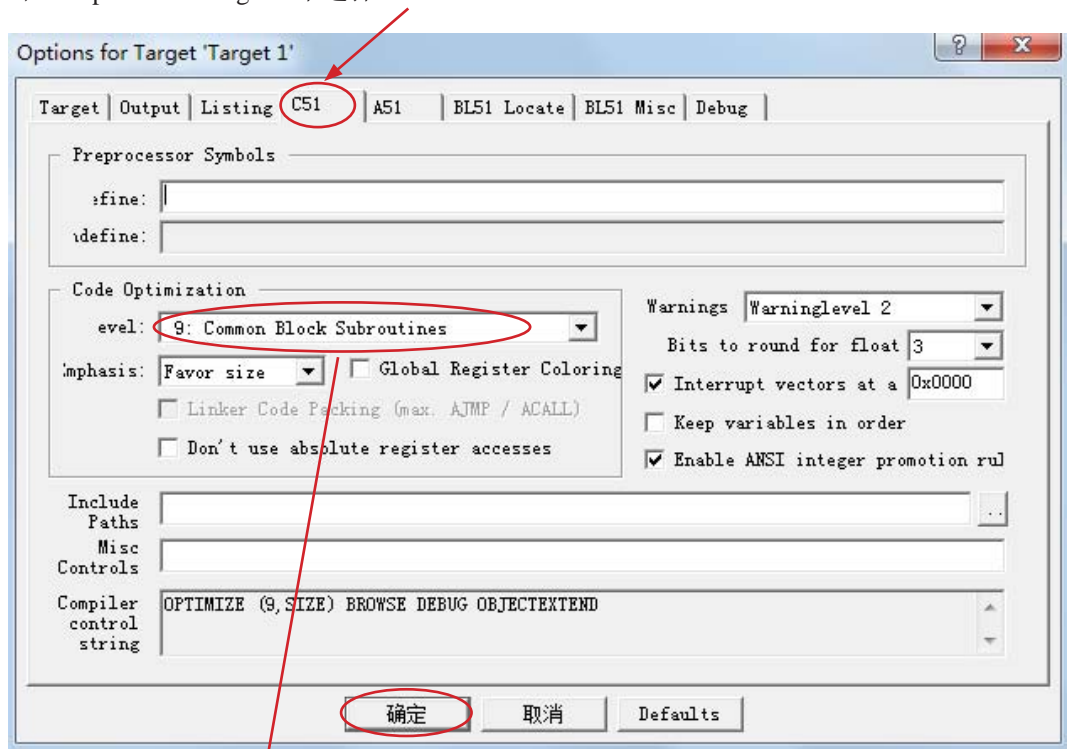 Options for Target 'Target 1'
Target Output Listing C51 A51 BL51 Locate BL51 Misc Debug
Preprocessor Symbols
efine:
define:
Code Optimization
evel: 9: Common Block Subroutines
mphasis: Favor size Global Register Coloring
Linker Code Packing (max. AJMP / ACALL)
Don't use absolute register accesses
Warnings Warninglevel 2
Bits to round for float 3
Interrupt vectors at a 0x0000
Keep variables in order
Enable ANSI integer promotion rul
Include Paths ..
Misc Controls
Compiler control string OPTIMIZE (9,SIZE) BROWSE DEBUG OBJECTEXTEND
确定 取消 Defaults